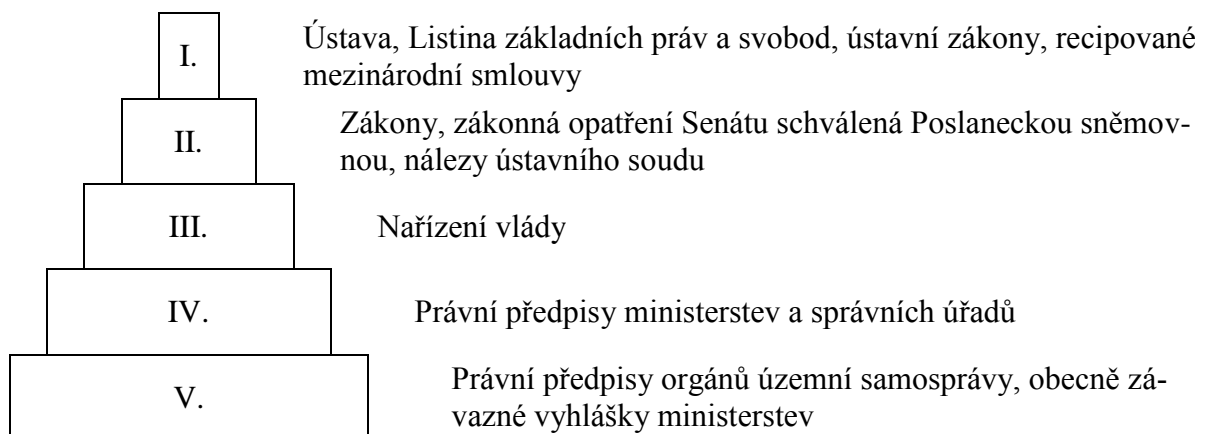 I.
Ústava, Listina základních práv a svobod, ústavní zákony, recipované
mezinárodní smlouvy
II.
Zákony, zákonná opatření Senátu schválená Poslaneckou sněmov-
nou, nálezy ústavního soudu
III.
Nařízení vlády
IV.
Právní předpisy ministerstev a správních úřadů
V.
Právní předpisy orgánů územní samosprávy, obecně zá-
vazné vyhlášky ministerstev